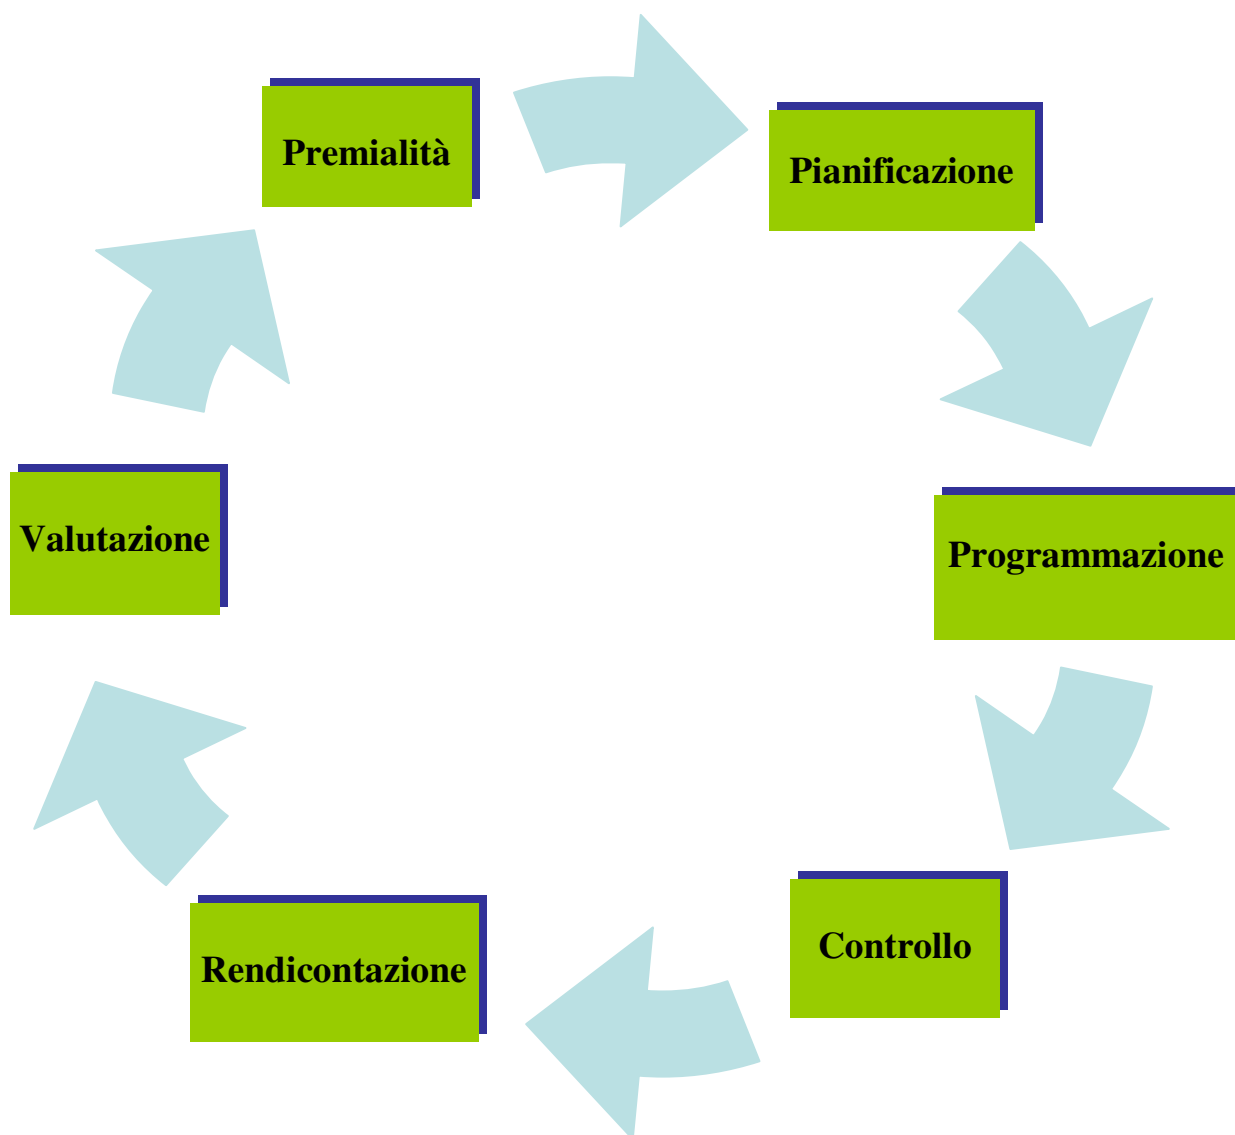 Premialità
Pianificazione
Programmazione
Controllo
Rendicontazione
Valutazione